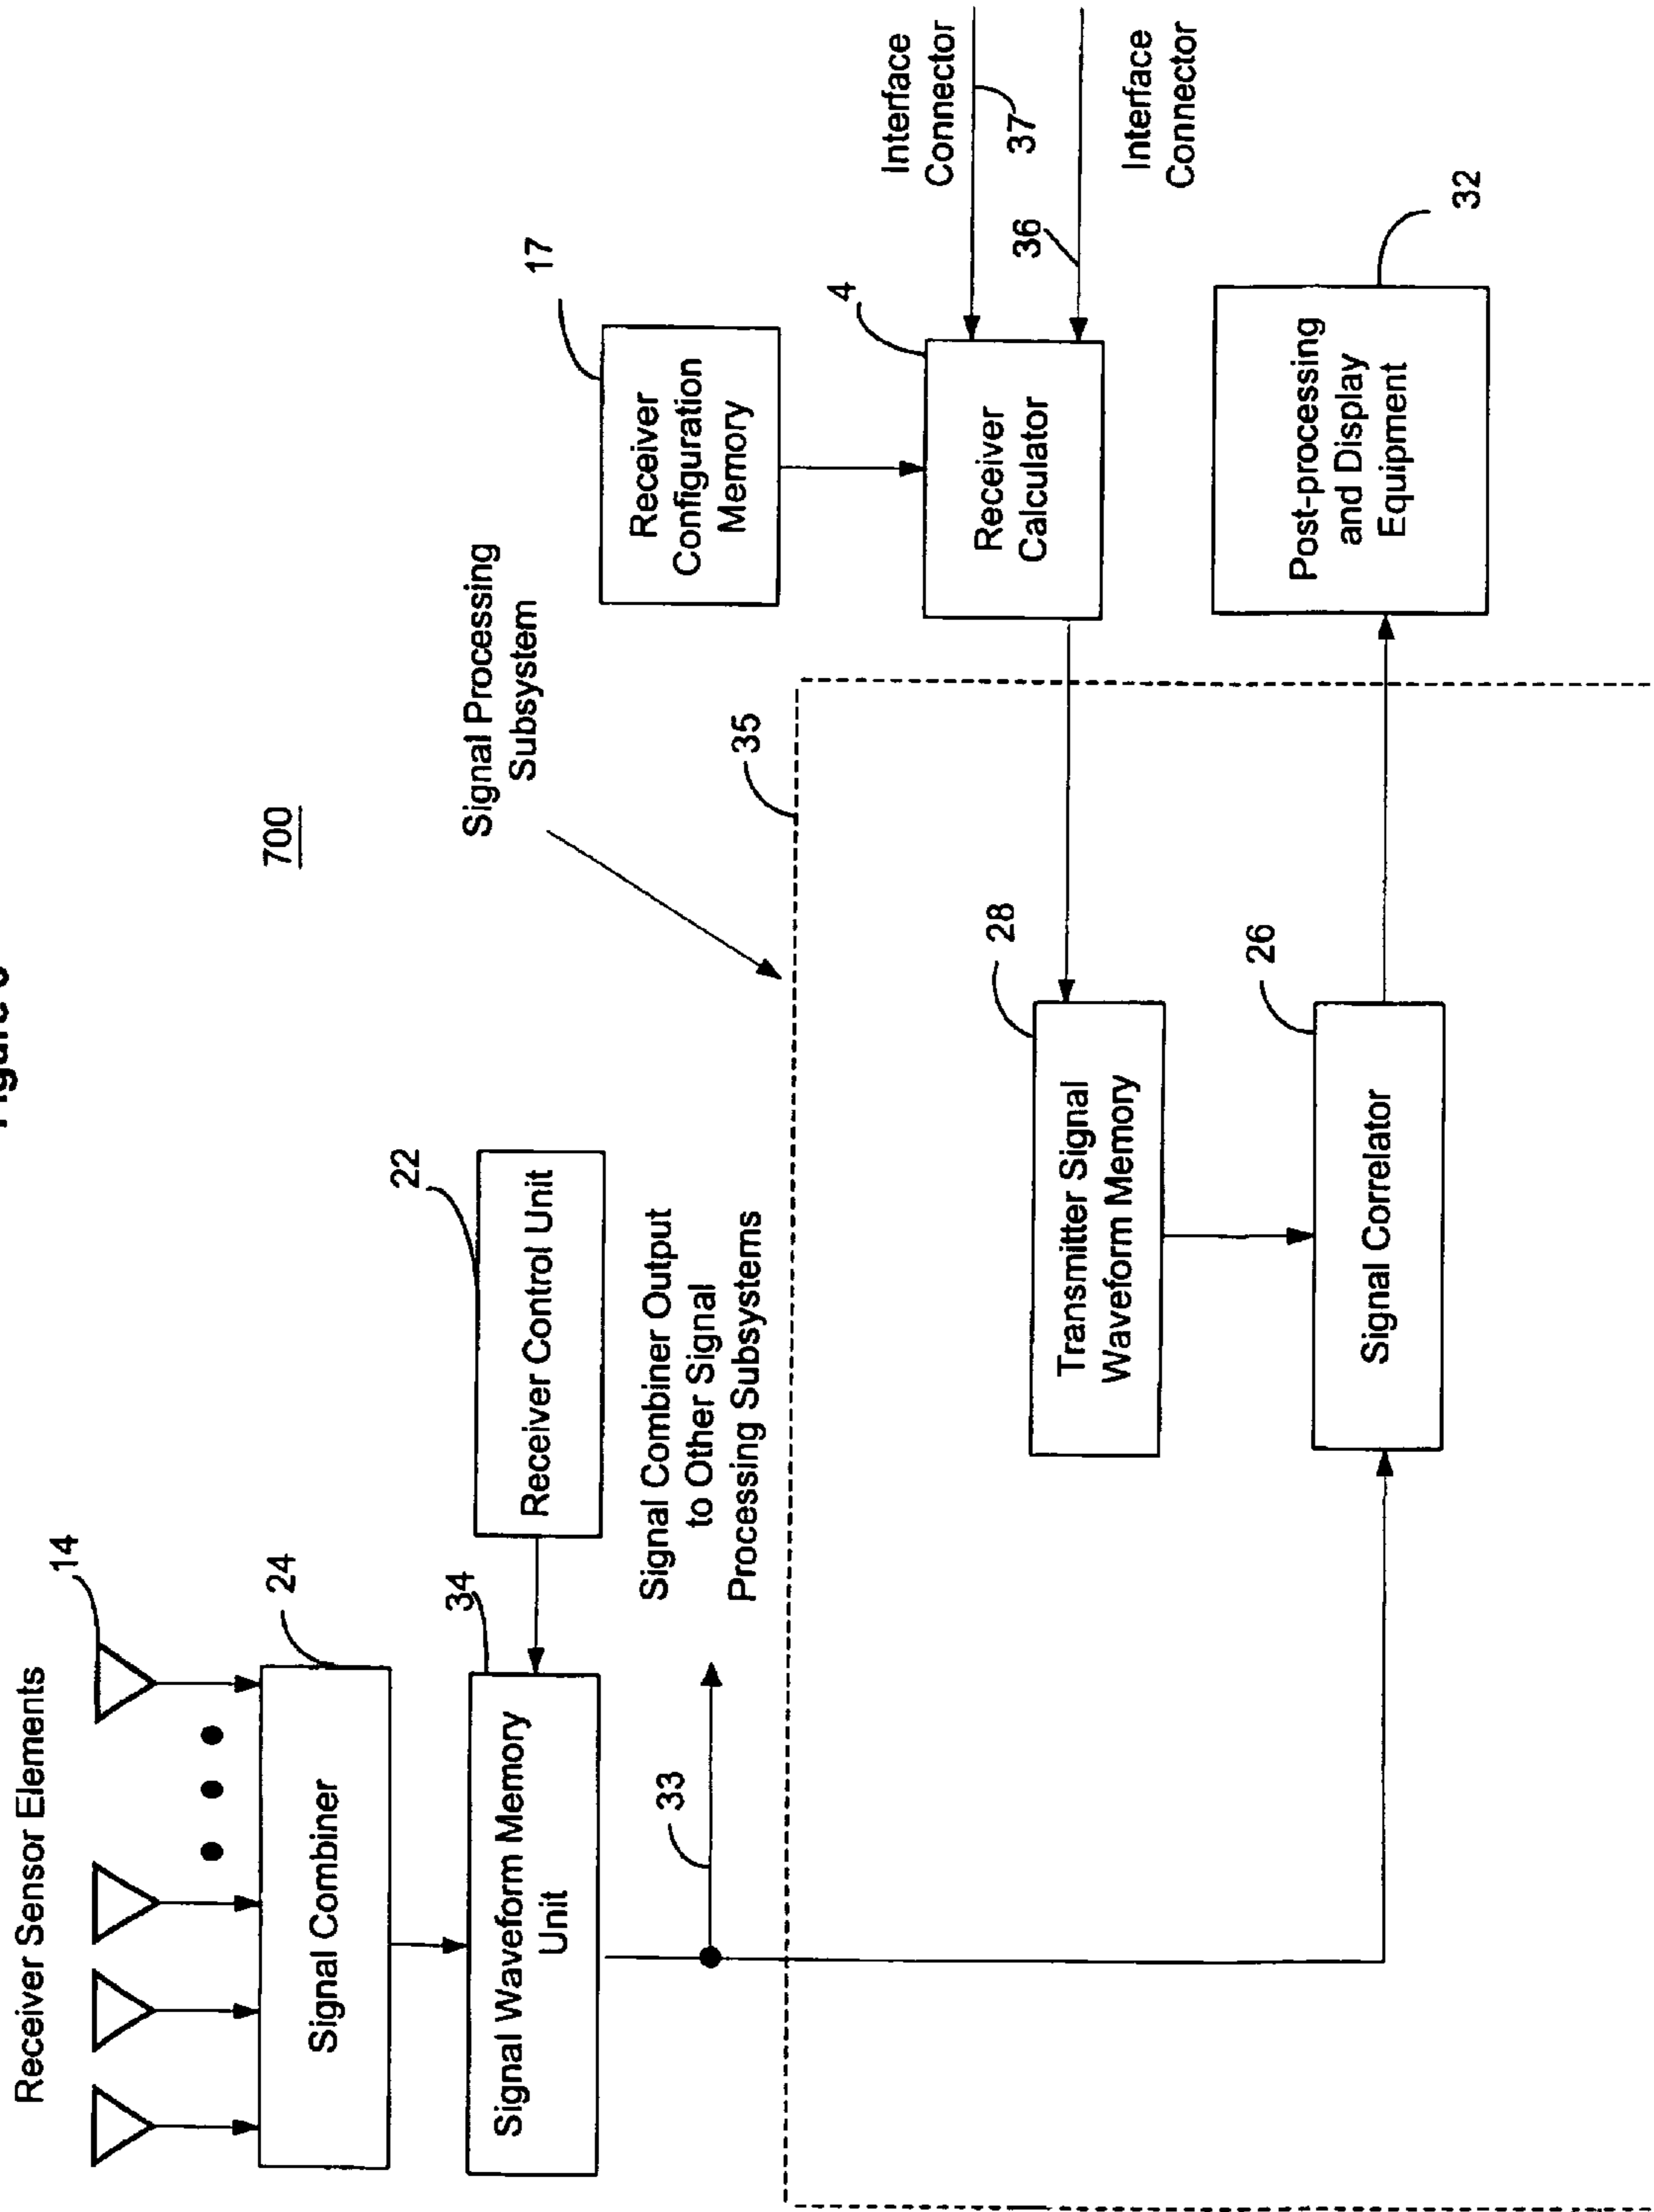 700
Receiver Sensor Elements
14
24
Signal Combiner
34
Signal Waveform Memory
Unit
22
Receiver Control Unit
33
Signal Combiner Output
to Other Signal
Processing Subsystems
Signal Processing
Subsystem
35
17
Receiver
Configuration
Memory
4
Receiver
Calculator
Interface
Connector
37
36
Interface
Connector
28
Transmitter Signal
Waveform Memory
26
Signal Correlator
32
Post-processing
and Display
Equipment